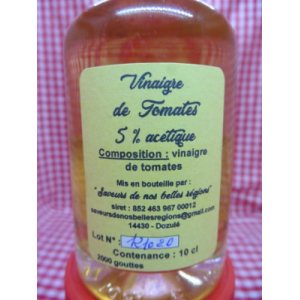 Vinaigre
de Tomates
5 % acétique
Composition : vinaigre
de tomates
Mis en bouteille par :
"Saveurs de nos belles régions"
siret : 852 463 967 00012
saveursdenosbellesregions@gmail.com
14430 - Dozulé
Lot N° :
Contenance : 10 cl
2000 gouttes